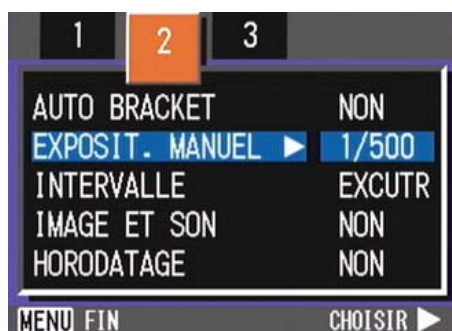 1 2 3
AUTO BRACKET NON
EXPOSIT. MANUEL ▶ 1/500
INTERVALLE EXCUTR
IMAGE ET SON NON
HORODATAGE NON
MENU FIN CHOISIR ▶